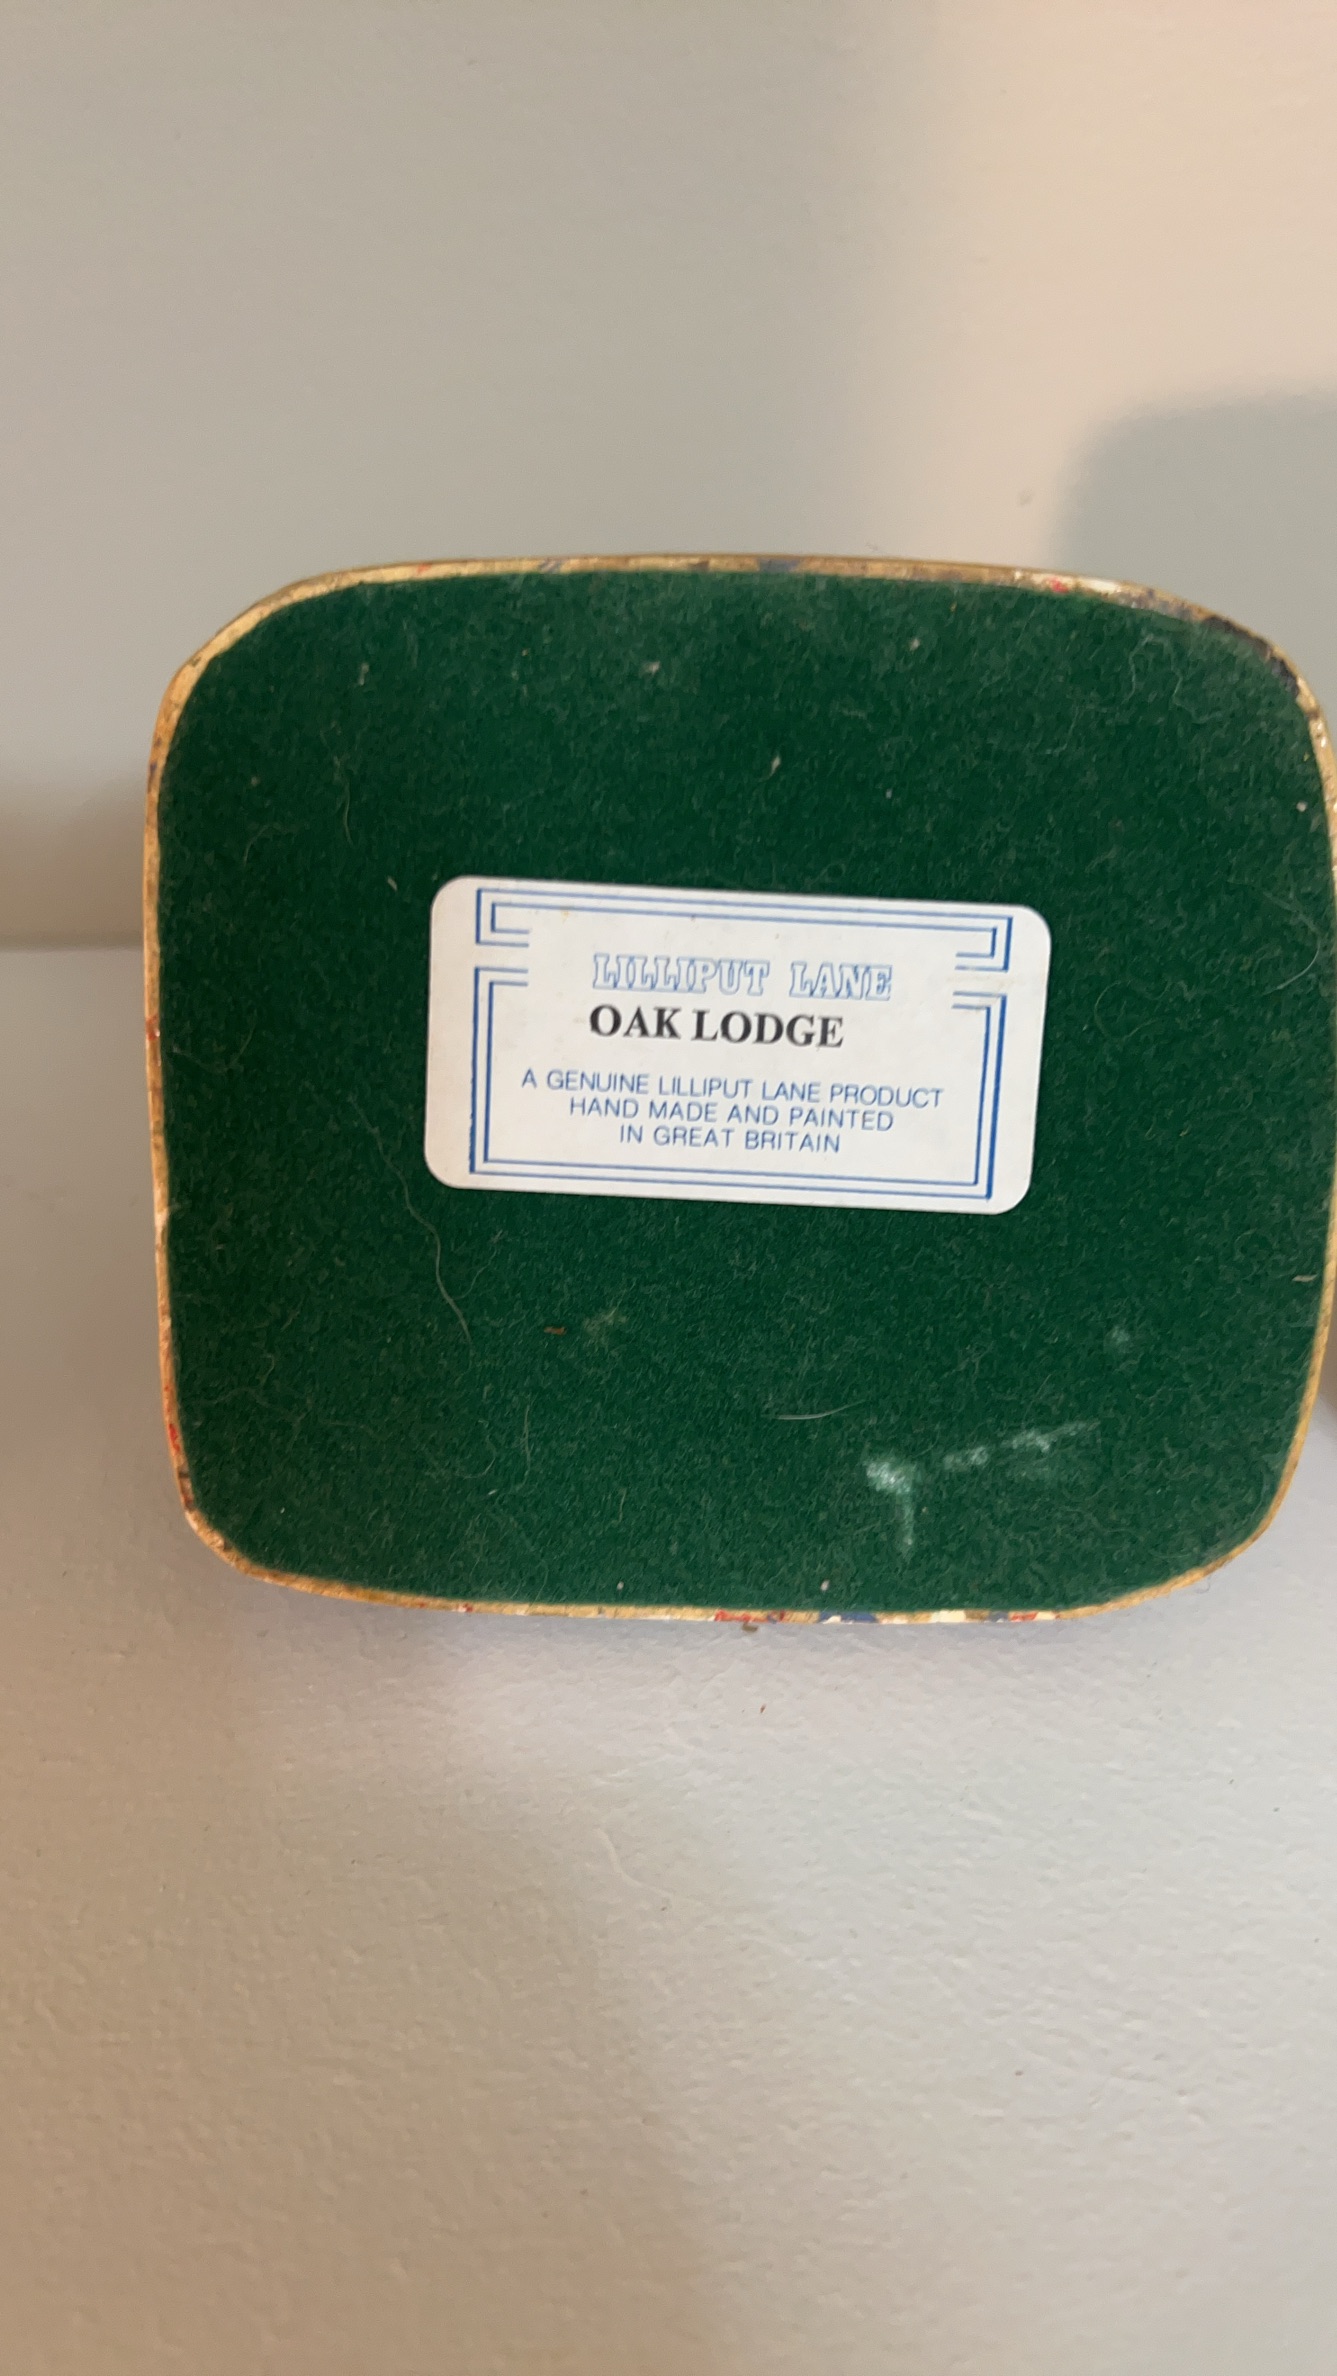 LILLIPUT LANE
OAK LODGE
A GENUINE LILLIPUT LANE PRODUCT
HAND MADE AND PAINTED
IN GREAT BRITAIN